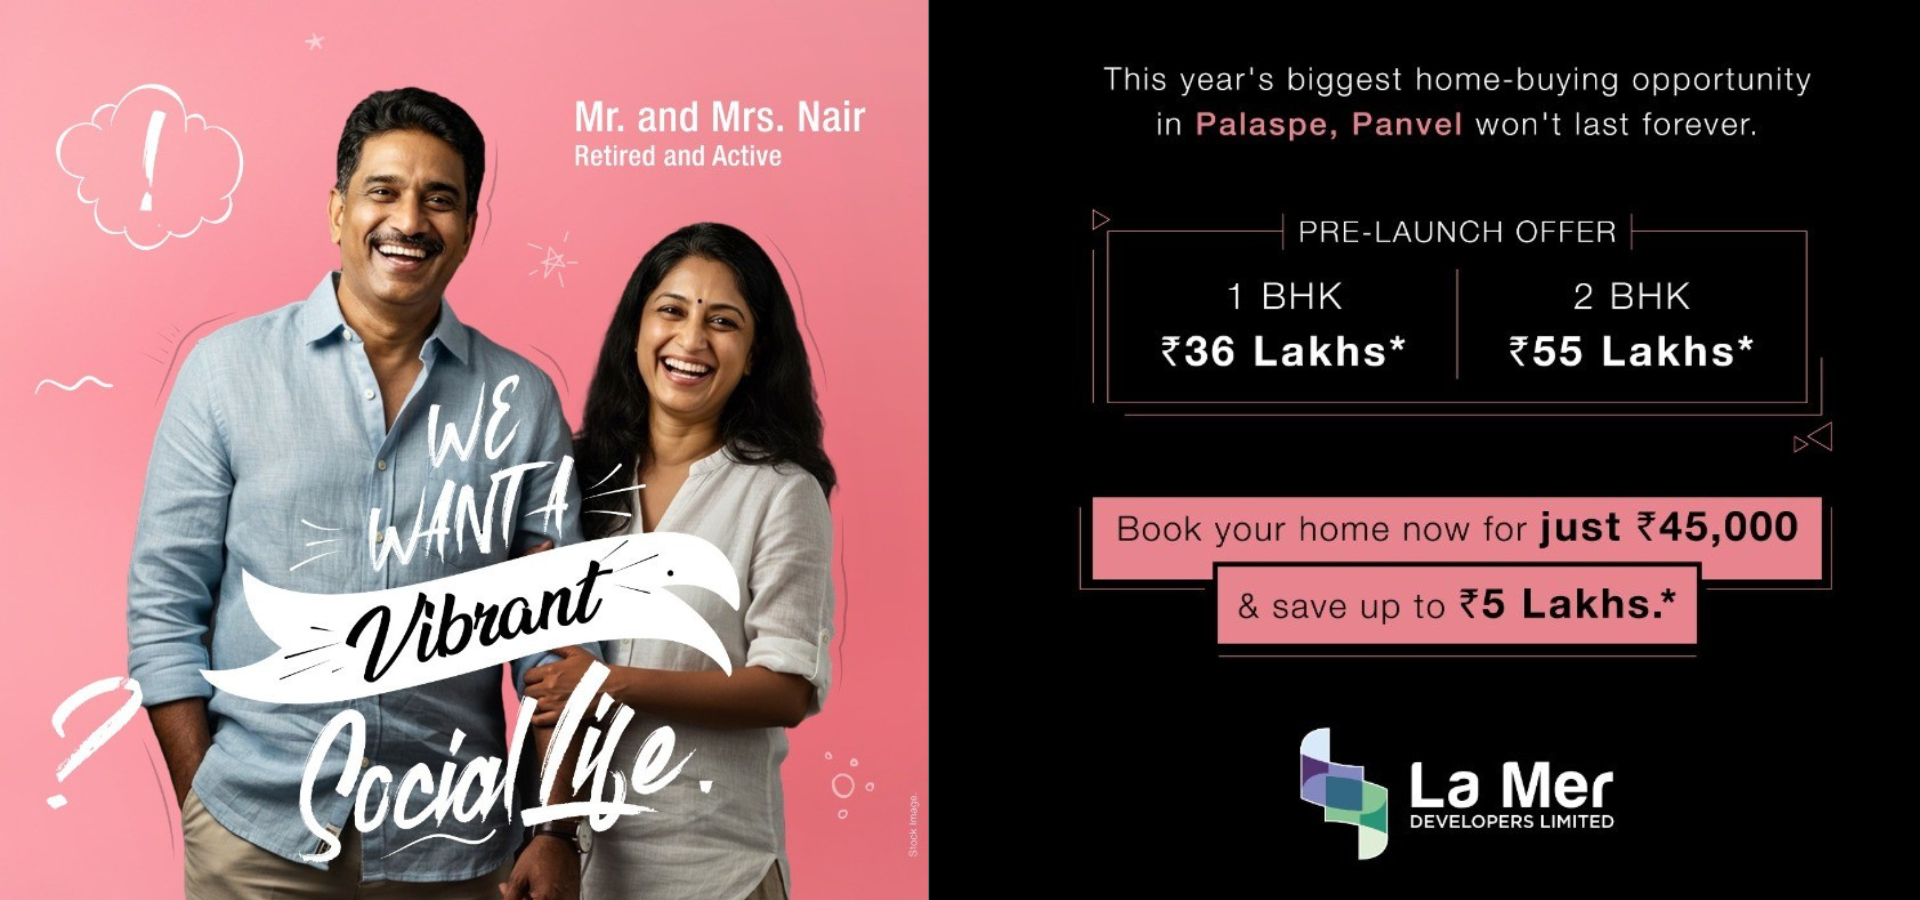 !
Mr. and Mrs. Nair
Retired and Active
WE
WANT A
Vibrant
Social Life.
?
Stock Image.
This year's biggest home-buying opportunity
in Palaspe, Panvel won't last forever.
PRE-LAUNCH OFFER
1 BHK
₹36 Lakhs*
2 BHK
₹55 Lakhs*
Book your home now for just ₹45,000
& save up to ₹5 Lakhs.*
La Mer
DEVELOPERS LIMITED